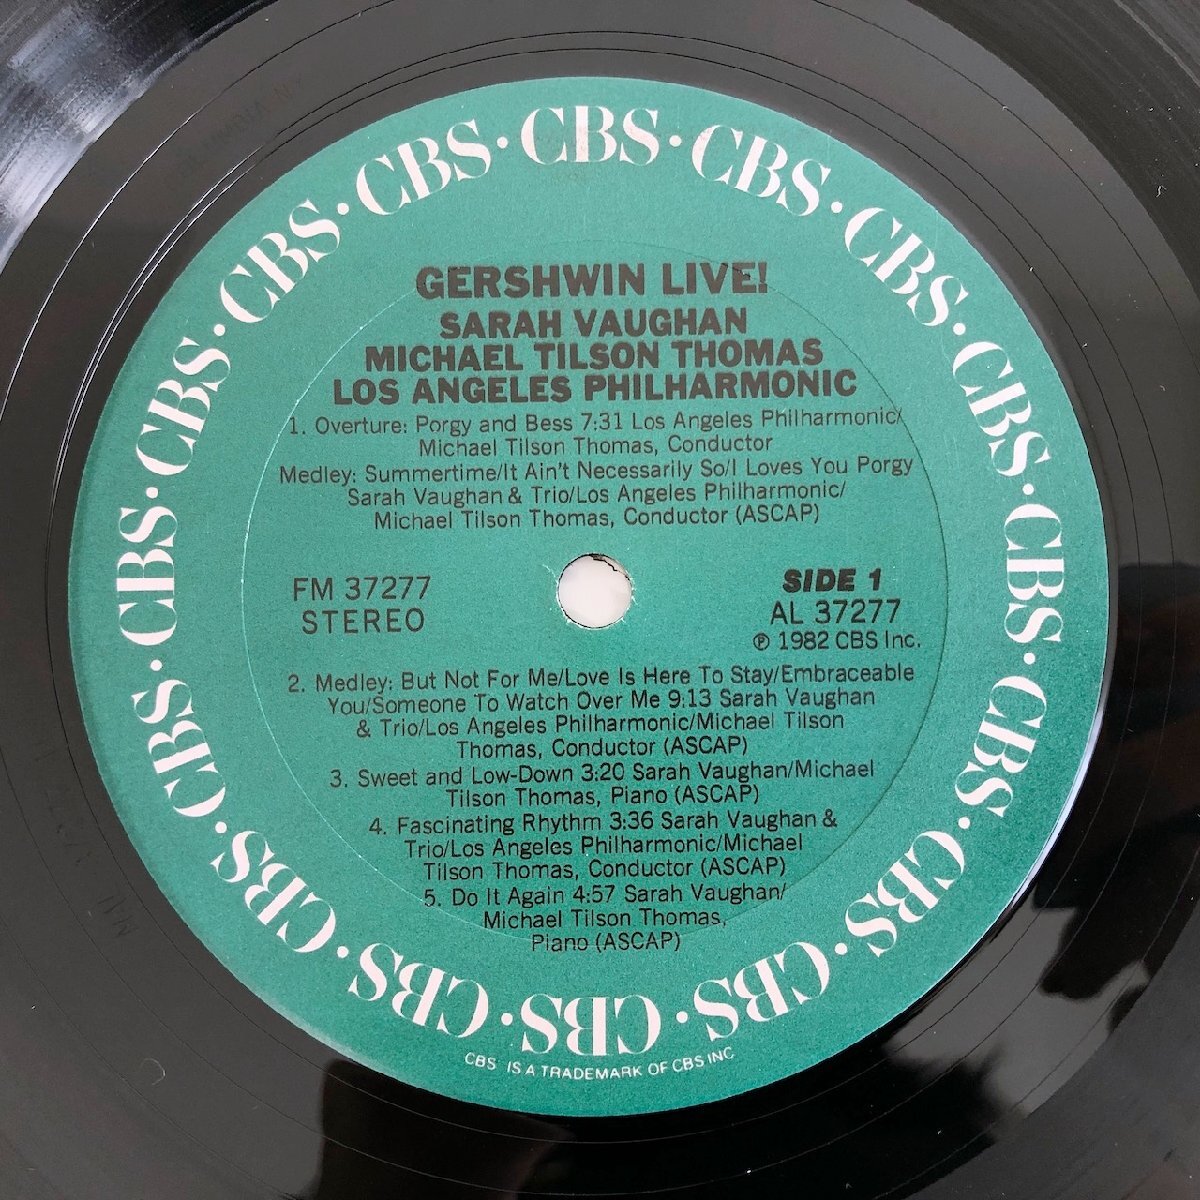 CBS · CBS · CBS · CBS · CBS · CBS · CBS · CBS · CBS · CBS · CBS · CBS · CBS · CBS · CBS · CBS ·
GERSHWIN LIVE!
SARAH VAUGHAN
MICHAEL TILSON THOMAS
LOS ANGELES PHILHARMONIC
1. Overture: Porgy and Bess 7:31 Los Angeles Philharmonic/
Michael Tilson Thomas, Conductor
Medley: Summertime/It Ain't Necessarily So/I Loves You Porgy
Sarah Vaughan & Trio/Los Angeles Philharmonic/
Michael Tilson Thomas, Conductor (ASCAP)
FM 37277
STEREO
SIDE 1
AL 37277
℗ 1982 CBS Inc.
2. Medley: But Not For Me/Love Is Here To Stay/Embraceable
You/Someone To Watch Over Me 9:13 Sarah Vaughan
& Trio/Los Angeles Philharmonic/Michael Tilson
Thomas, Conductor (ASCAP)
3. Sweet and Low-Down 3:20 Sarah Vaughan/Michael
Tilson Thomas, Piano (ASCAP)
4. Fascinating Rhythm 3:36 Sarah Vaughan &
Trio/Los Angeles Philharmonic/Michael
Tilson Thomas, Conductor (ASCAP)
5. Do It Again 4:57 Sarah Vaughan/
Michael Tilson Thomas,
Piano (ASCAP)
CBS IS A TRADEMARK OF CBS INC